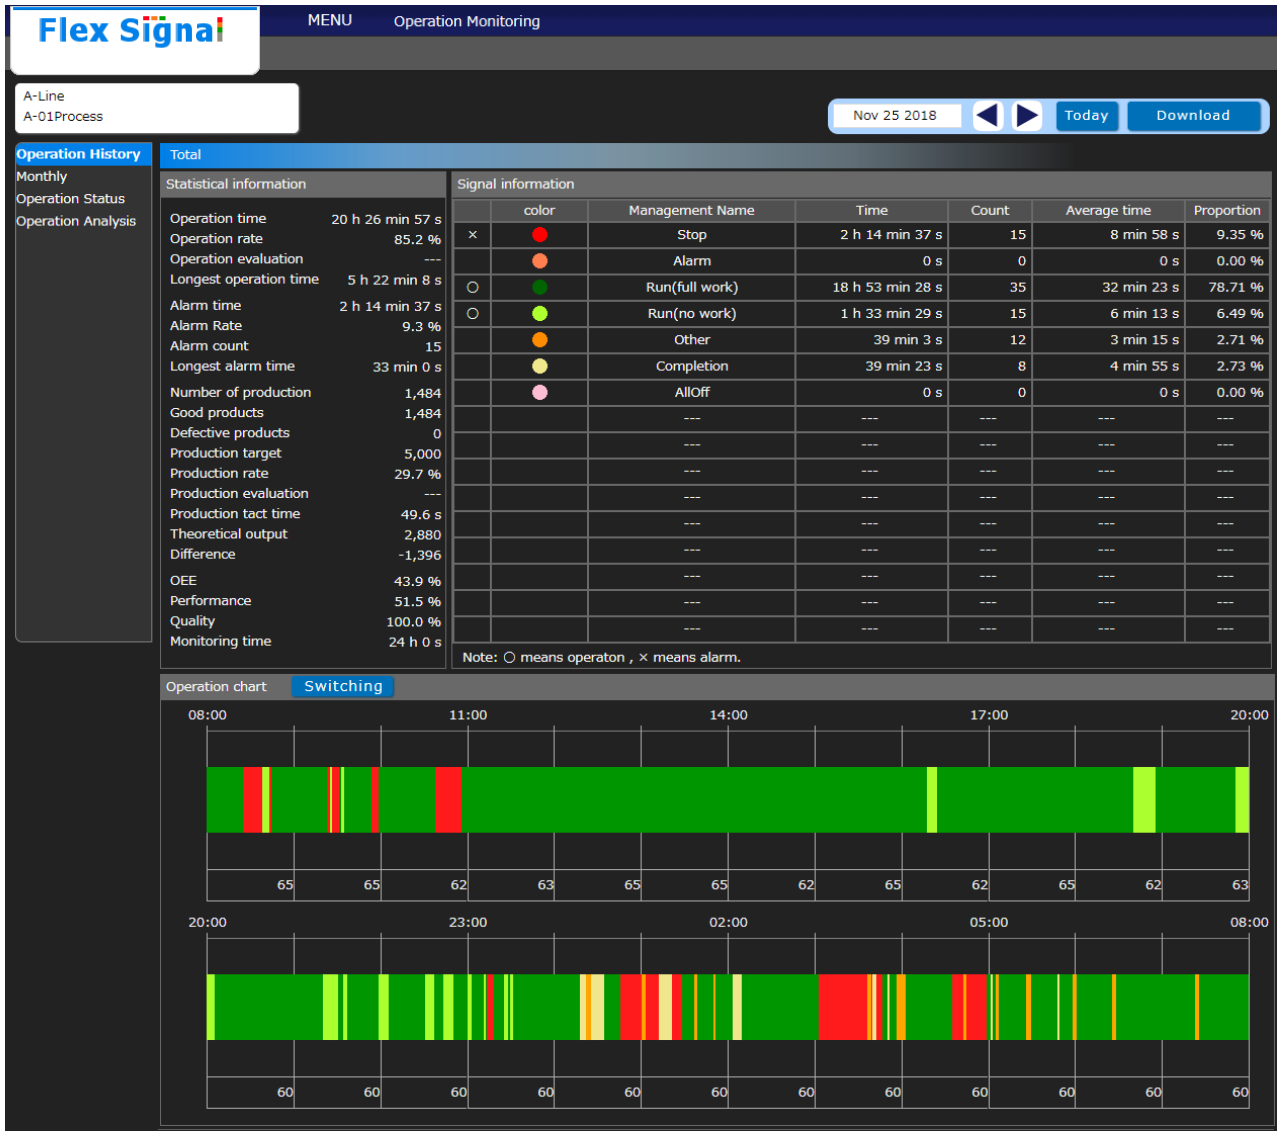 Flex Signal
MENU Operation Monitoring
A-Line
A-01Process
Nov 25 2018 Today Download
Operation History
Monthly
Operation Status
Operation Analysis
Total
Statistical information
Operation time 20 h 26 min 57 s
Operation rate 85.2 %
Operation evaluation ---
Longest operation time 5 h 22 min 8 s
Alarm time 2 h 14 min 37 s
Alarm Rate 9.3 %
Alarm count 15
Longest alarm time 33 min 0 s
Number of production 1,484
Good products 1,484
Defective products 0
Production target 5,000
Production rate 29.7 %
Production evaluation ---
Production tact time 49.6 s
Theoretical output 2,880
Difference -1,396
OEE 43.9 %
Performance 51.5 %
Quality 100.0 %
Monitoring time 24 h 0 s
Signal information
color Management Name Time Count Average time Proportion
× Stop 2 h 14 min 37 s 15 8 min 58 s 9.35 %
Alarm 0 s 0 0 s 0.00 %
○ Run(full work) 18 h 53 min 28 s 35 32 min 23 s 78.71 %
○ Run(no work) 1 h 33 min 29 s 15 6 min 13 s 6.49 %
Other 39 min 3 s 12 3 min 15 s 2.71 %
Completion 39 min 23 s 8 4 min 55 s 2.73 %
AllOff 0 s 0 0 s 0.00 %
--- --- --- --- ---
--- --- --- --- ---
--- --- --- --- ---
--- --- --- --- ---
--- --- --- --- ---
--- --- --- --- ---
--- --- --- --- ---
--- --- --- --- ---
--- --- --- --- ---
Note: ○ means operaton , × means alarm.
Operation chart Switching
08:00 11:00 14:00 17:00 20:00
65 65 62 63 65 65 62 65 62 65 62 63
20:00 23:00 02:00 05:00 08:00
60 60 60 60 60 60 60 60 60 60 60 60